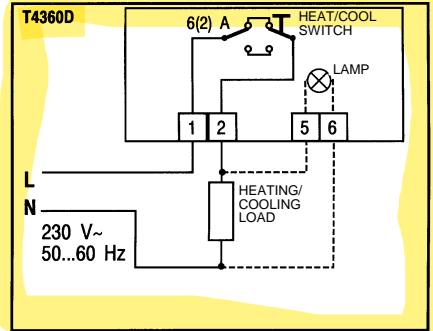 T4360D
6(2) A
HEAT/COOL
SWITCH
LAMP
1
2
5
6
L
N
HEATING/
COOLING
LOAD
230 V~
50...60 Hz